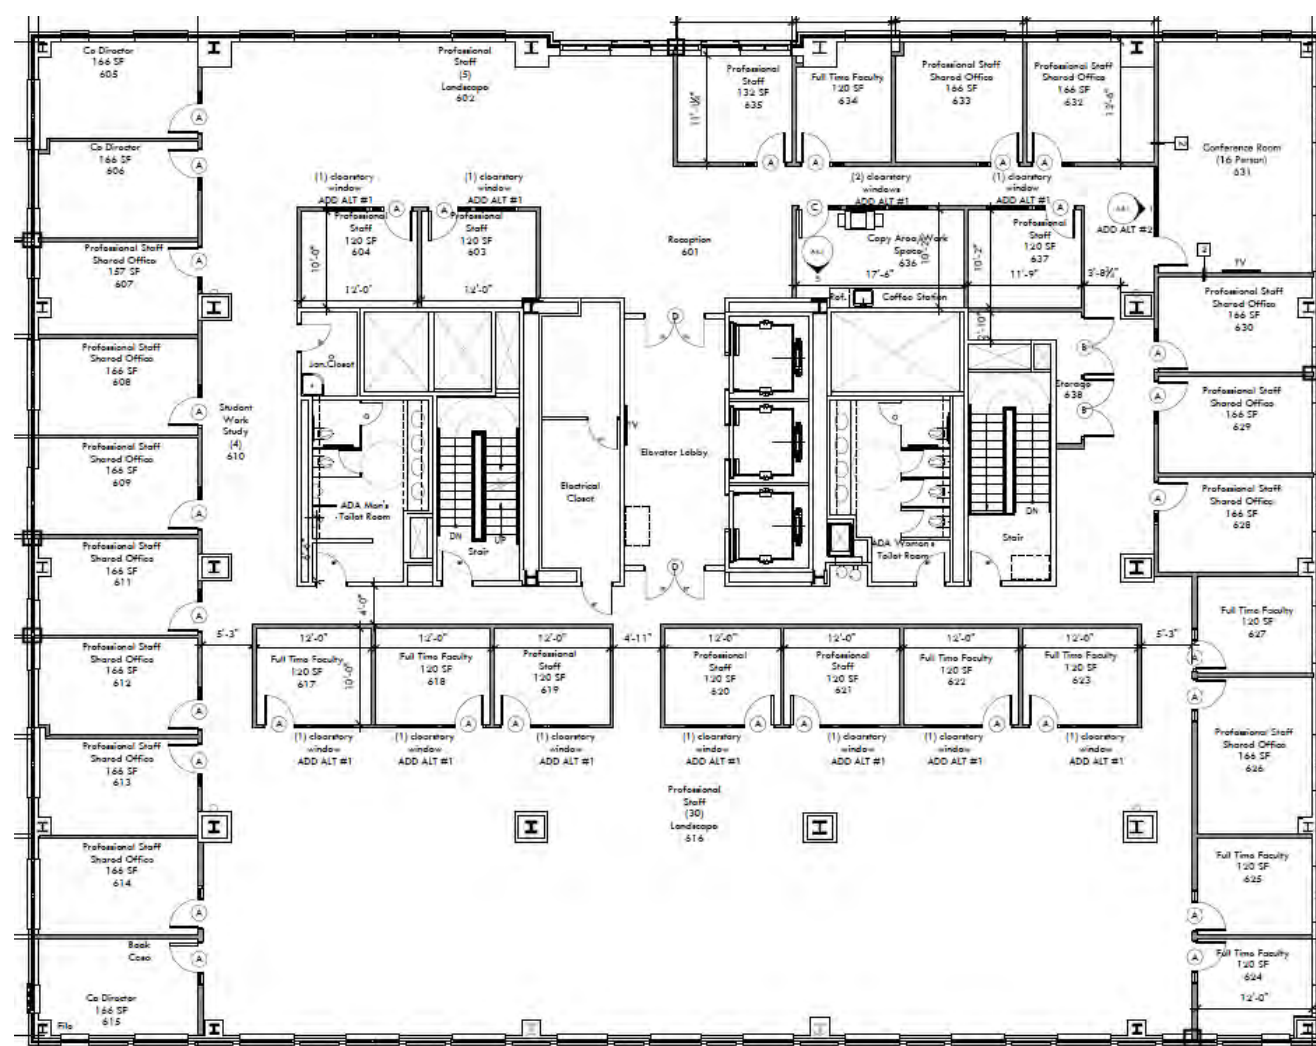 Co Director
166 SF
605
Professional
Staff
(5)
Landscape
602
Professional
Staff
132 SF
635
11'-1½"
Full Time Faculty
120 SF
634
Professional Staff
Shared Office
166 SF
633
Professional Staff
Shared Office
166 SF
632
12'-6"
Conference Room
(16 Person)
631
2
Co Director
166 SF
606
(1) clearstory
window
ADD ALT #1
(1) clearstory
window
ADD ALT #1
(2) clearstory
windows
ADD ALT #1
(1) clearstory
window
ADD ALT #1
ADD ALT #2
Professional
Staff
120 SF
604
10'-0"
12'-0"
Professional
Staff
120 SF
603
12'-0"
Reception
601
Copy Area/Work
Space
636
17'-6"
10'-2"
Ref.
Coffee Station
Professional
Staff
120 SF
637
10'-2"
11'-9"
3'-8¾"
TV
Professional Staff
Shared Office
157 SF
607
Professional Staff
Shared Office
166 SF
630
Professional Staff
Shared Office
166 SF
608
Jan.Closet
Storage
638
Professional Staff
Shared Office
166 SF
629
Student
Work
Study
(4)
610
Professional Staff
Shared Office
166 SF
609
TV
Elevator Lobby
Electrical
Closet
ADA Men's
Toilet Room
DN
UP
Stair
ADA Women's
Toilet Room
DN
Stair
Professional Staff
Shared Office
166 SF
628
Professional Staff
Shared Office
166 SF
611
4'-0"
Full Time Faculty
120 SF
627
5'-3"
12'-0"
12'-0"
12'-0"
4'-11"
12'-0"
12'-0"
12'-0"
12'-0"
5'-3"
Professional Staff
Shared Office
166 SF
612
Full Time Faculty
120 SF
617
10'-0"
Full Time Faculty
120 SF
618
Professional
Staff
120 SF
619
Professional
Staff
120 SF
620
Professional
Staff
120 SF
621
Full Time Faculty
120 SF
622
Full Time Faculty
120 SF
623
(1) clearstory
window
ADD ALT #1
(1) clearstory
window
ADD ALT #1
(1) clearstory
window
ADD ALT #1
(1) clearstory
window
ADD ALT #1
(1) clearstory
window
ADD ALT #1
(1) clearstory
window
ADD ALT #1
(1) clearstory
window
ADD ALT #1
Professional Staff
Shared Office
166 SF
626
Professional Staff
Shared Office
166 SF
613
Professional
Staff
(30)
Landscape
616
Professional Staff
Shared Office
166 SF
614
Full Time Faculty
120 SF
625
Book
Case
Co Director
166 SF
615
File
Full Time Faculty
120 SF
624
12'-0"